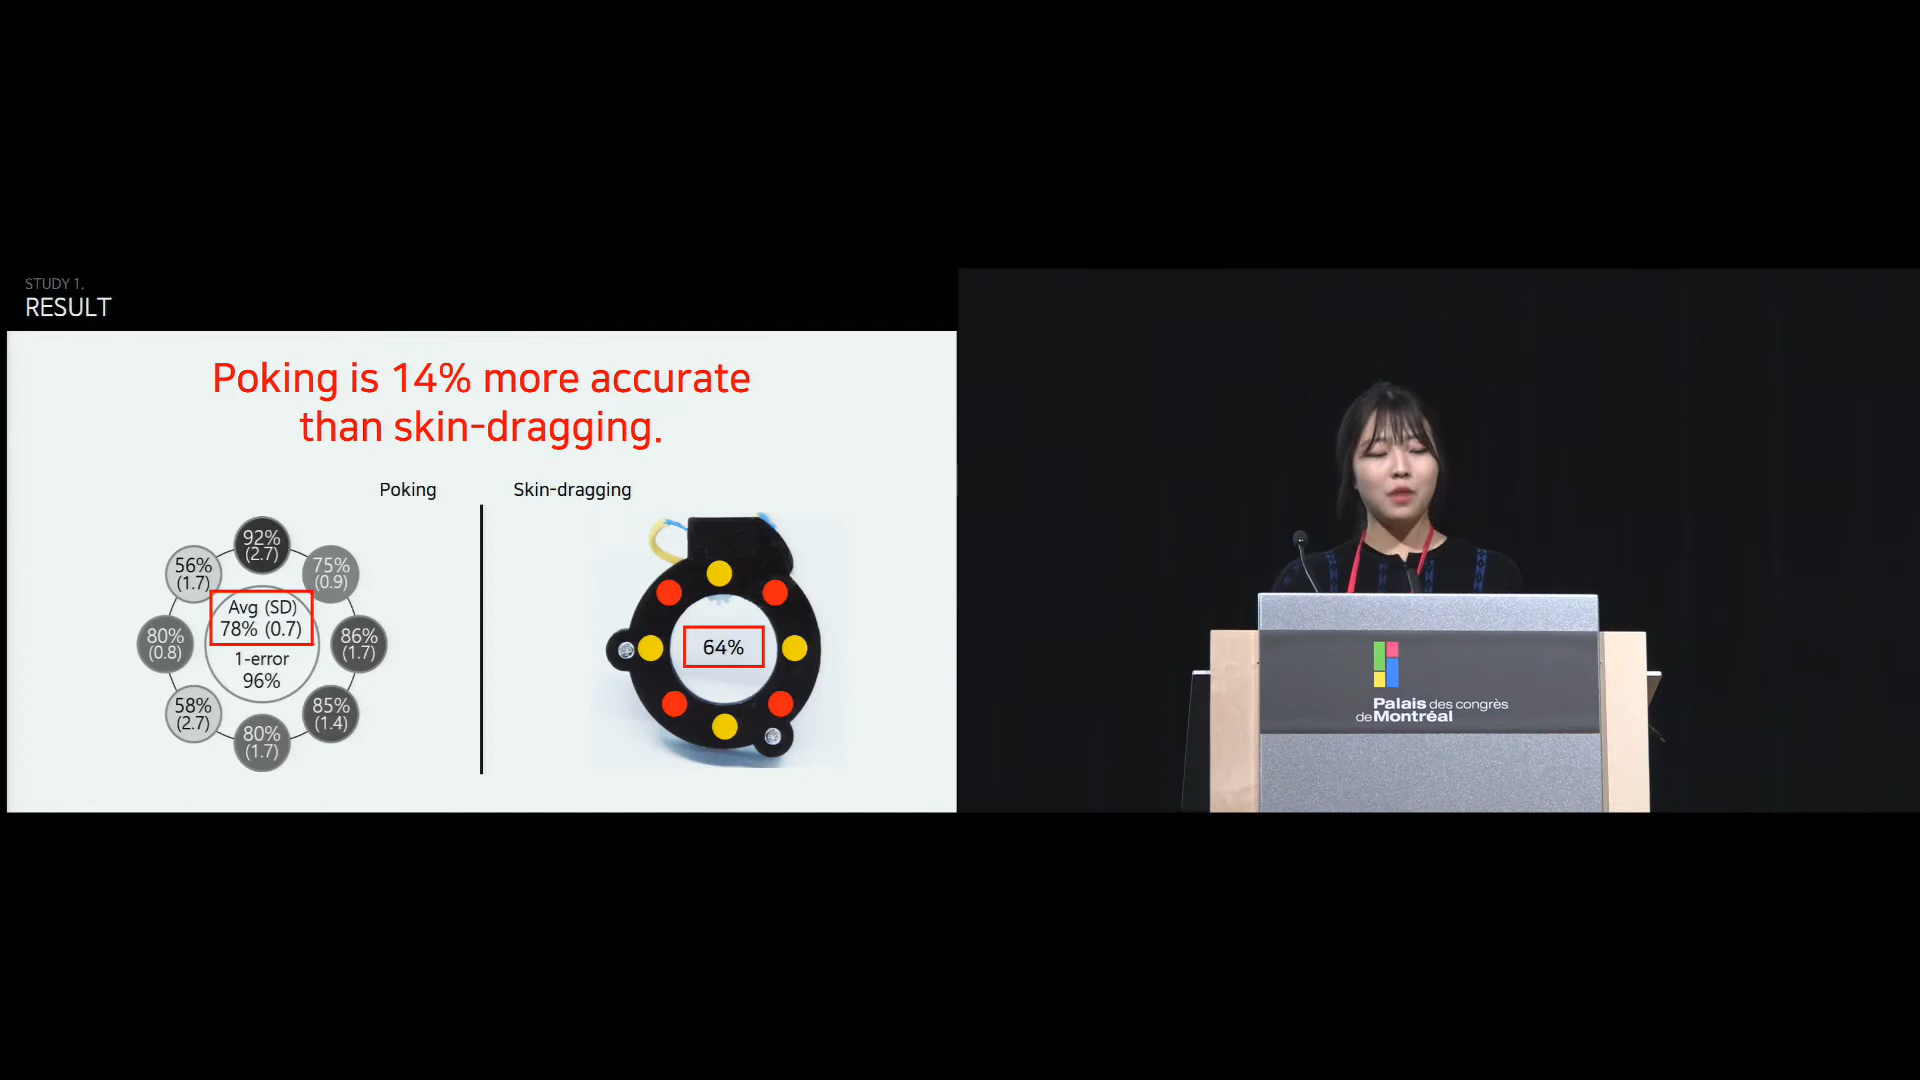 STUDY 1.
RESULT
Poking is 14% more accurate
than skin-dragging.
Poking
Skin-dragging
92%
(2.7)
56%
(1.7)
75%
(0.9)
Avg (SD)
78% (0.7)
1-error
96%
80%
(0.8)
86%
(1.7)
58%
(2.7)
85%
(1.4)
80%
(1.7)
64%
Palais des congrès
de Montréal